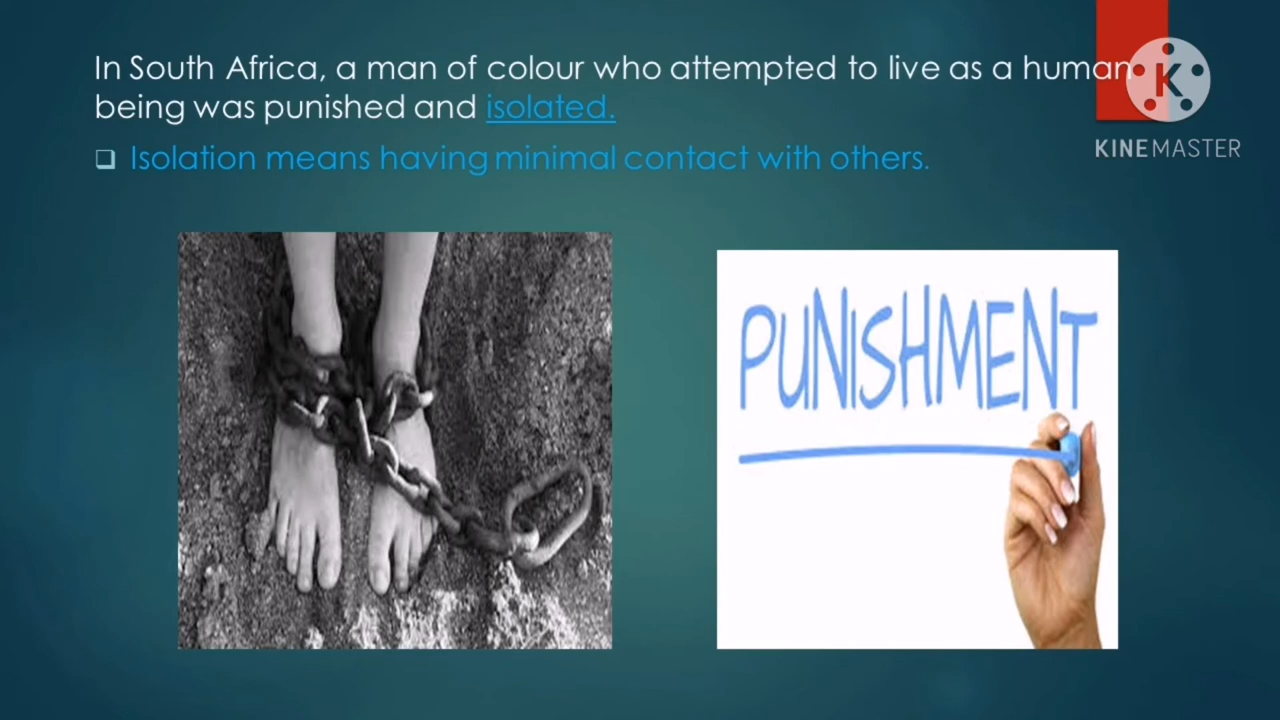 In South Africa, a man of colour who attempted to live as a human
being was punished and isolated.
Isolation means having minimal contact with others.
K
KINEMASTER
PUNISHMENT